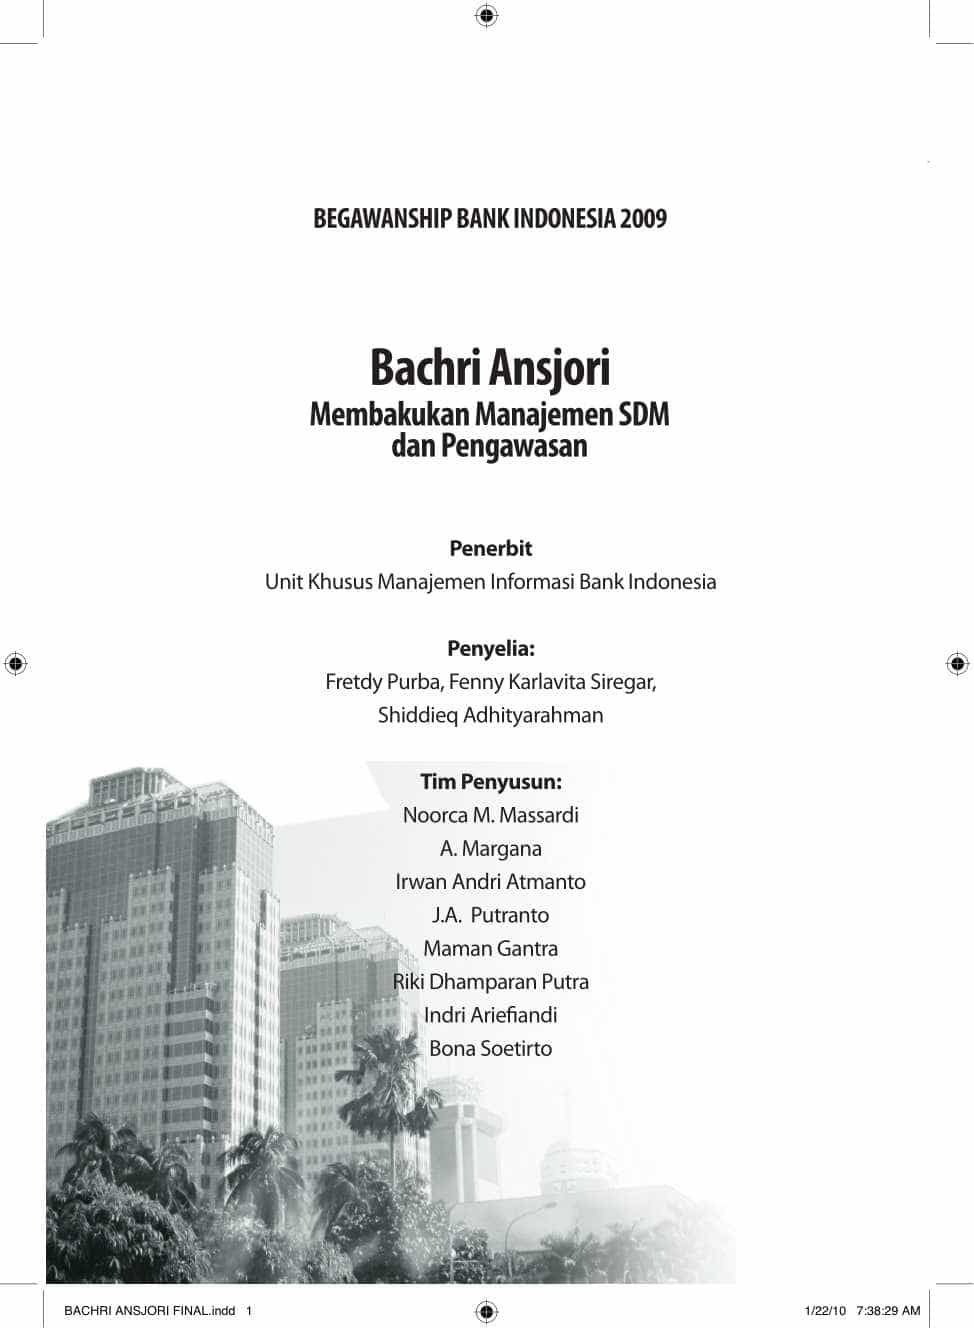 BEGAWANSHIP BANK INDONESIA 2009
Bachri Ansjori
Membakukan Manajemen SDM
dan Pengawasan
Penerbit
Unit Khusus Manajemen Informasi Bank Indonesia
Penyelia:
Fretdy Purba, Fenny Karlavita Siregar,
Shiddieq Adhityarahman
Tim Penyusun:
Noorca M. Massardi
A. Margana
Irwan Andri Atmanto
J.A. Putranto
Maman Gantra
Riki Dhamparan Putra
Indri Ariefiandi
Bona Soetirto
BACHRI ANSJORI FINAL.indd 1
1/22/10 7:38:29 AM